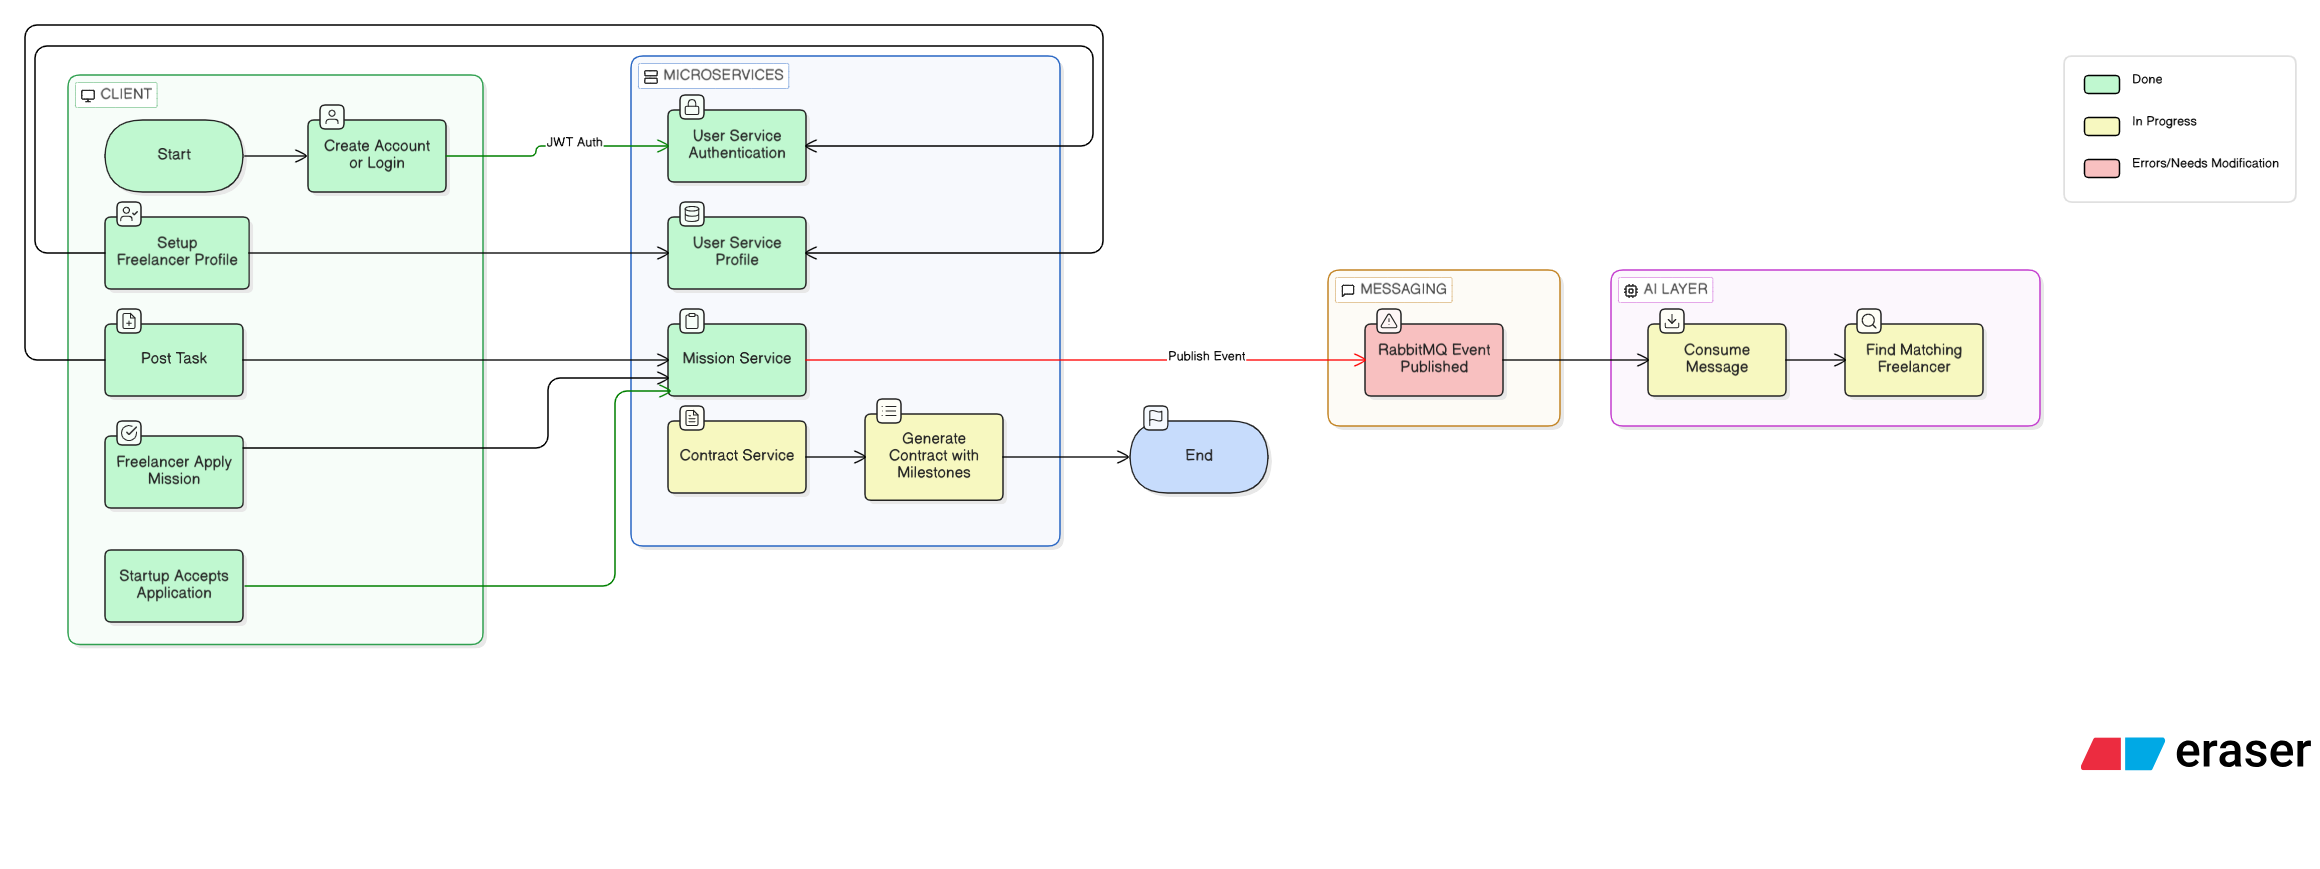 CLIENT
Start
Create Account
or Login
JWT Auth
Setup
Freelancer Profile
Post Task
Freelancer Apply
Mission
Startup Accepts
Application
MICROSERVICES
User Service
Authentication
User Service
Profile
Mission Service
Contract Service
Generate
Contract with
Milestones
Publish Event
End
MESSAGING
RabbitMQ Event
Published
AI LAYER
Consume
Message
Find Matching
Freelancer
Done
In Progress
Errors/Needs Modification
eraser